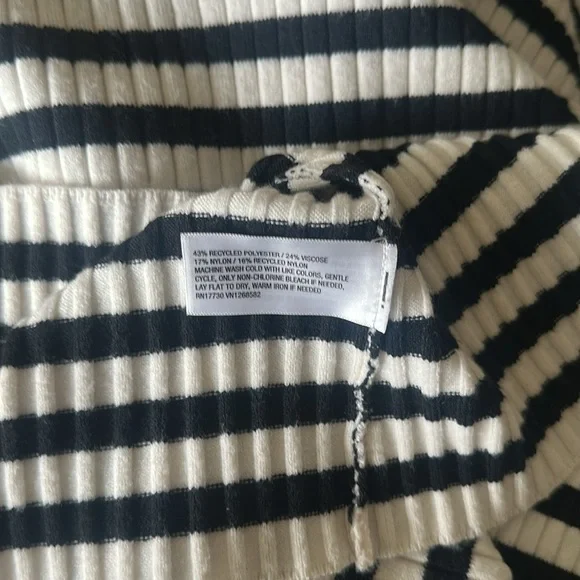 43% RECYCLED POLYESTER / 24% VISCOSE
17% NYLON / 16% RECYCLED NYLON
MACHINE WASH COLD WITH LIKE COLORS, GENTLE
CYCLE, ONLY NON-CHLORINE BLEACH IF NEEDED,
LAY FLAT TO DRY, WARM IRON IF NEEDED
RN17730 VN1266582